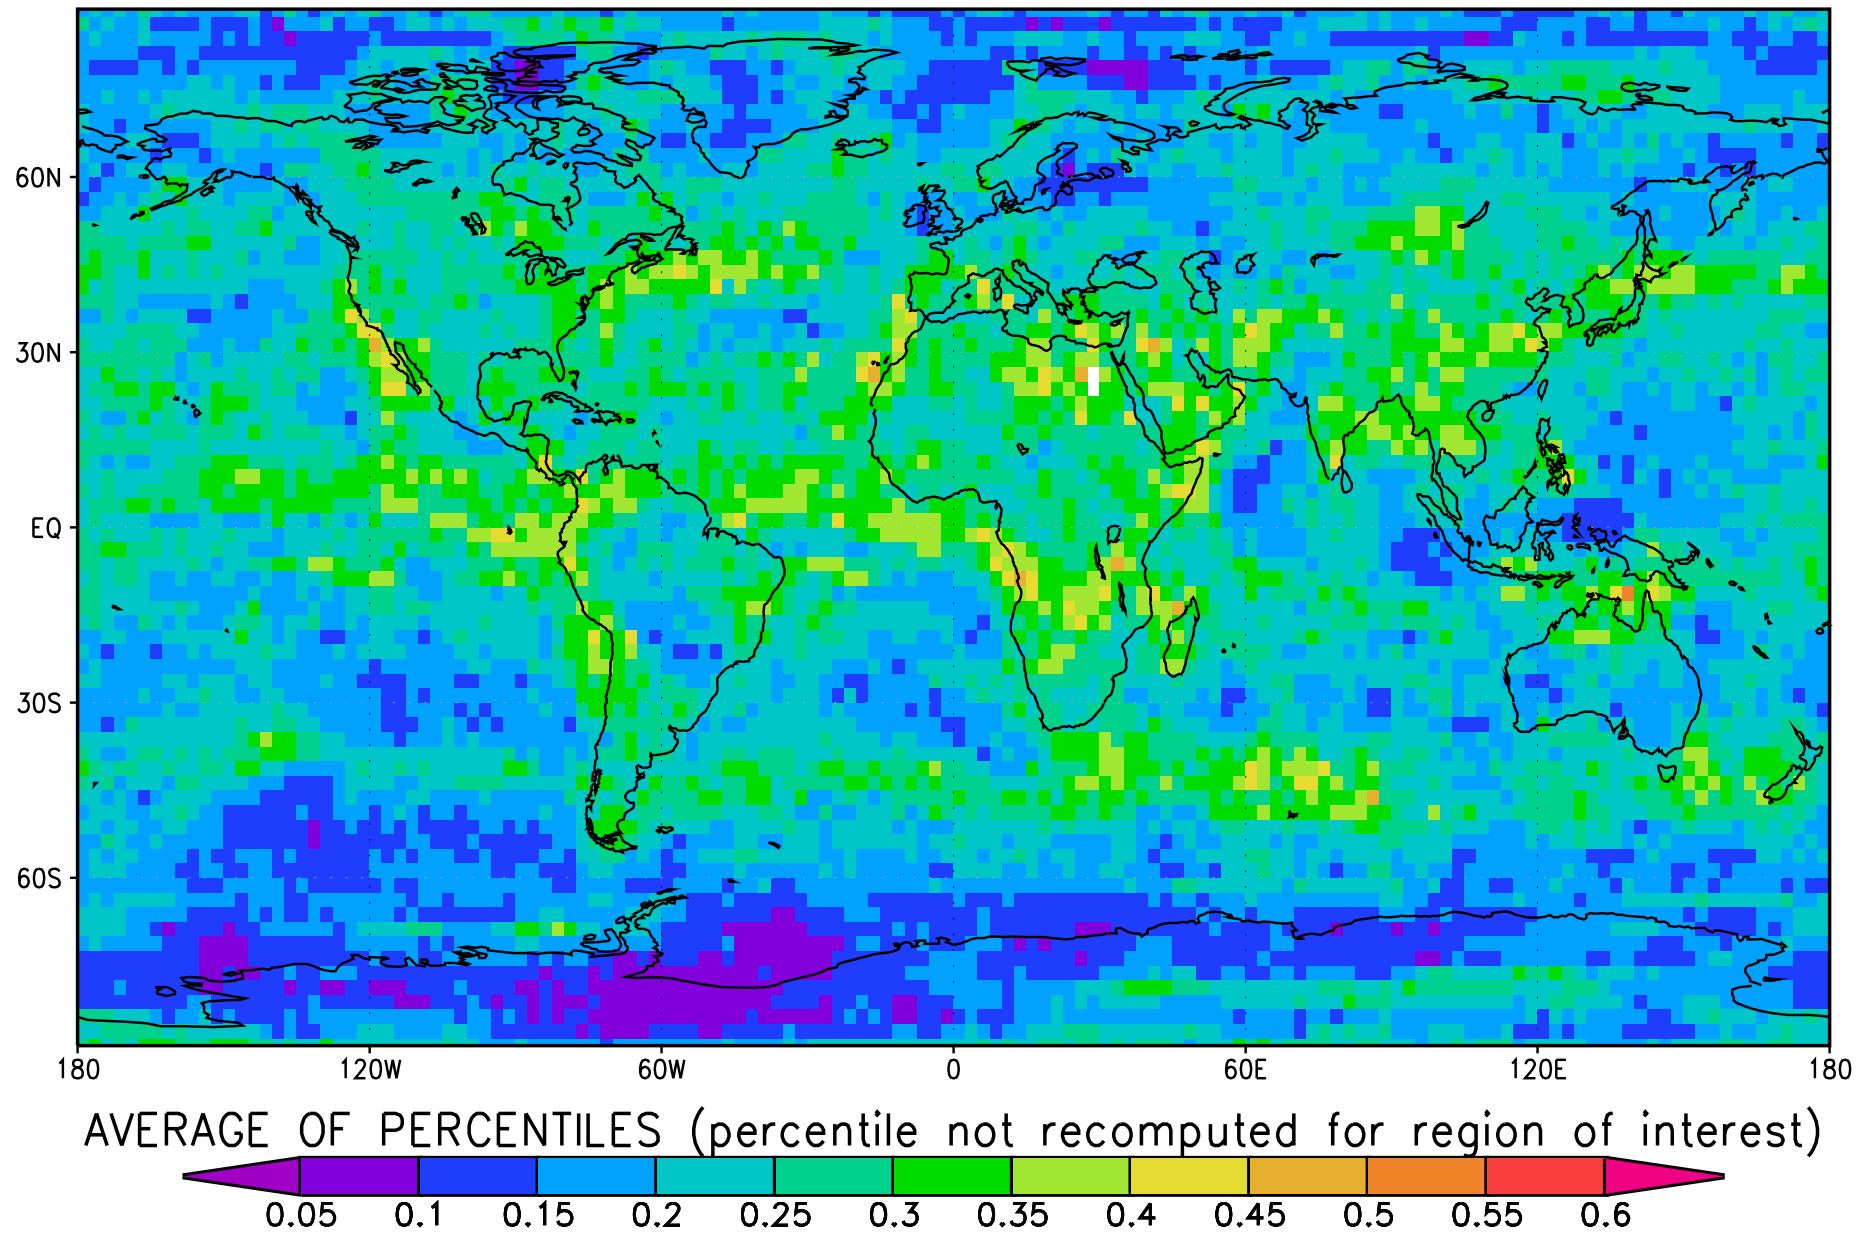 60N
30N
EQ
30S
60S
180 120W 60W 0 60E 120E 180
AVERAGE OF PERCENTILES (percentile not recomputed for region of interest)
0.05 0.1 0.15 0.2 0.25 0.3 0.35 0.4 0.45 0.5 0.55 0.6